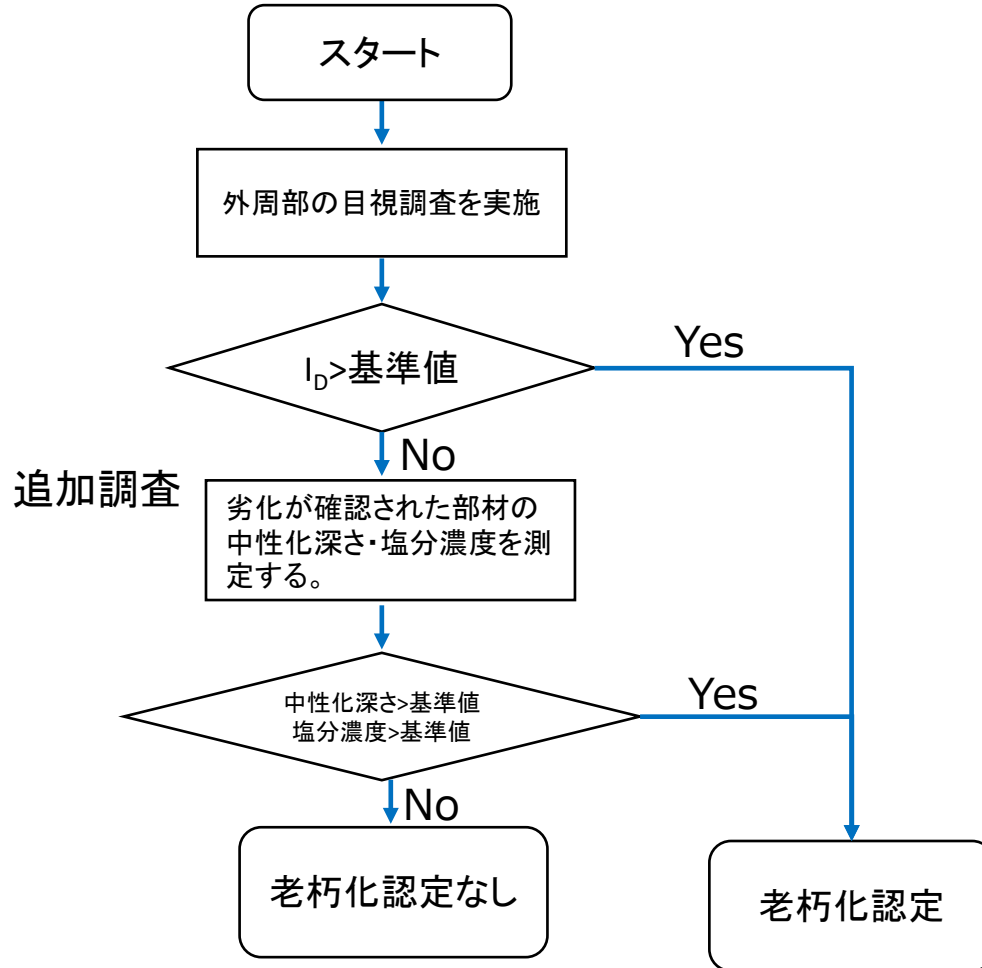 スタート
外周部の目視調査を実施
I_D>基準値
Yes
No
追加調査
劣化が確認された部材の
中性化深さ・塩分濃度を測
定する。
中性化深さ>基準値
塩分濃度>基準値
Yes
No
老朽化認定なし
老朽化認定